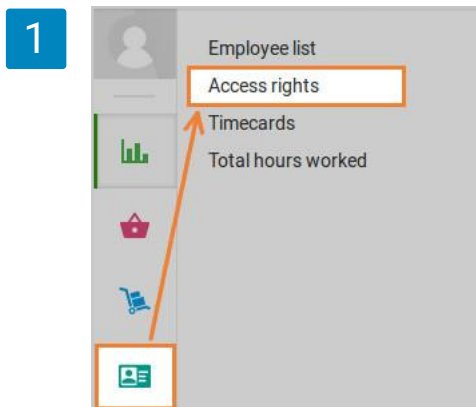 1
Employee list
Access rights
Timecards
Total hours worked